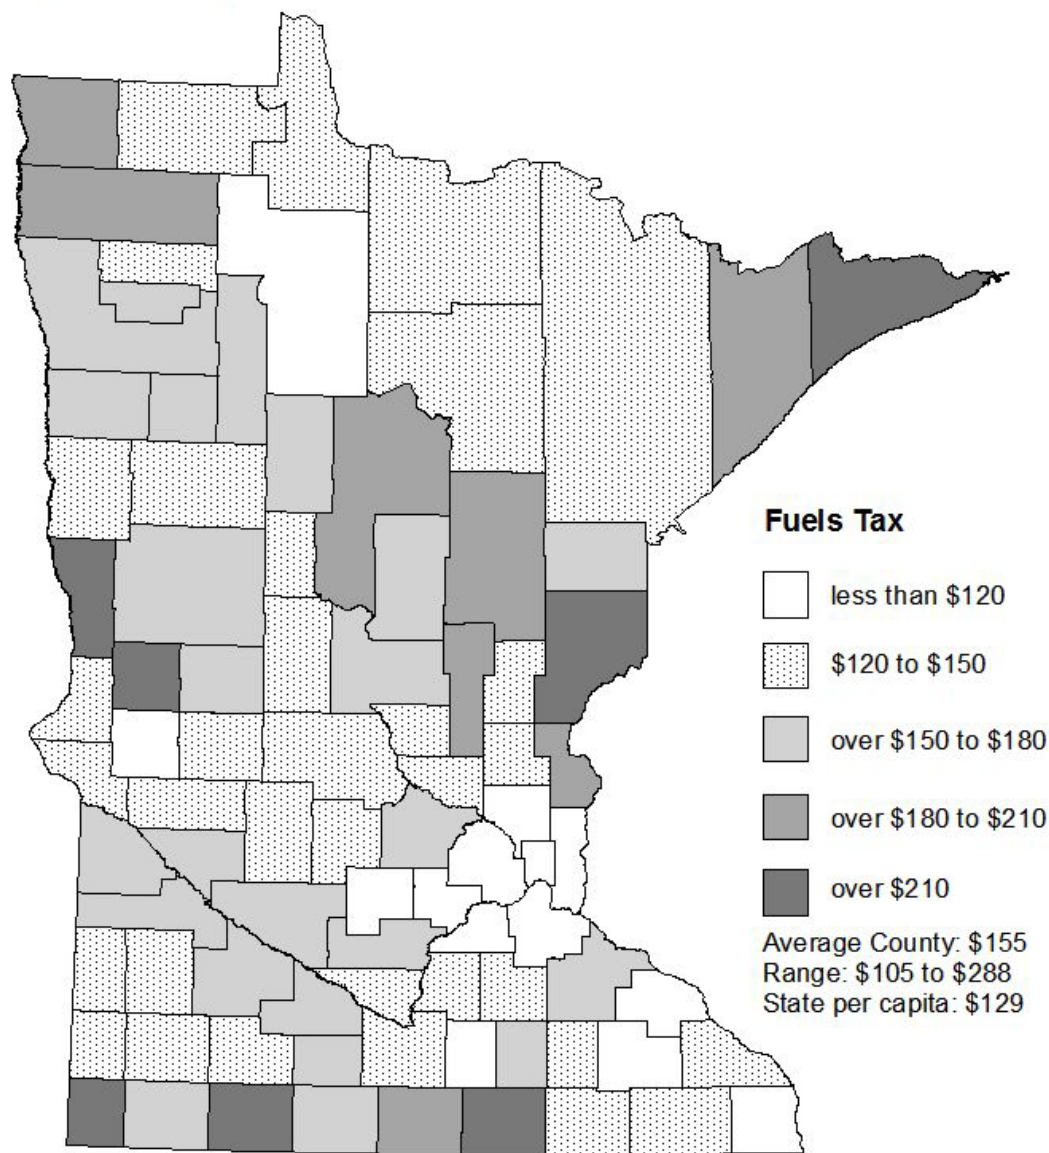 Fuels Tax
less than $120
$120 to $150
over $150 to $180
over $180 to $210
over $210
Average County: $155
Range: $105 to $288
State per capita: $129